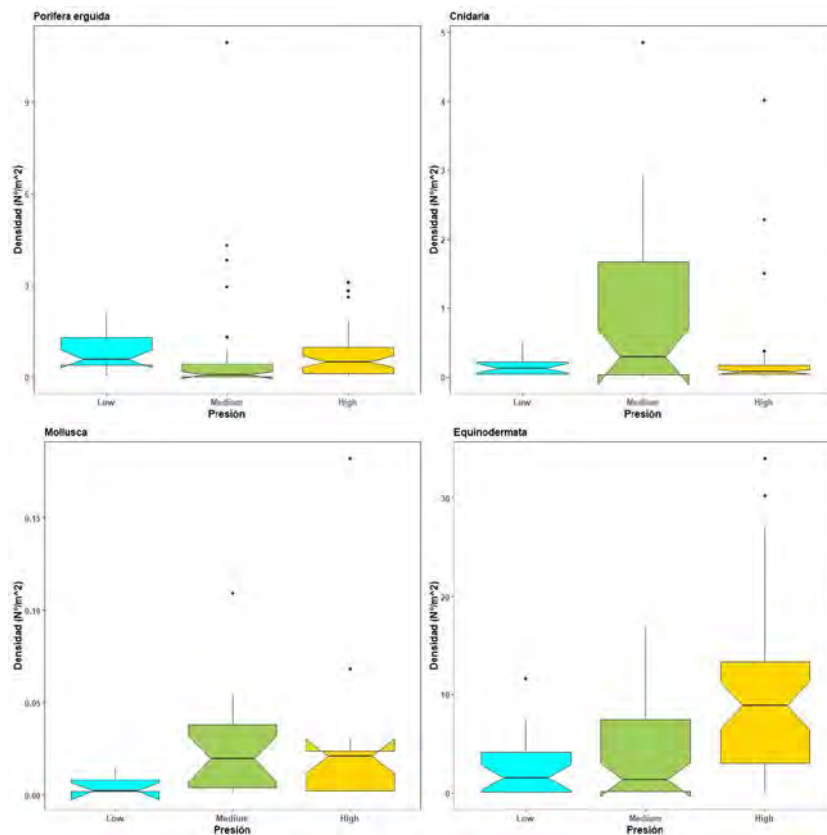 Porifera erguida
Densidad (N°/m^2)
9
6
3
0
Low
Medium
High
Presión
Cnidaria
Densidad (N°/m^2)
5
4
3
2
1
0
Low
Medium
High
Presión
Mollusca
Densidad (N°/m^2)
0.15
0.10
0.05
0.00
Low
Medium
High
Presión
Equinodermata
Densidad (N°/m^2)
30
20
10
0
Low
Medium
High
Presión